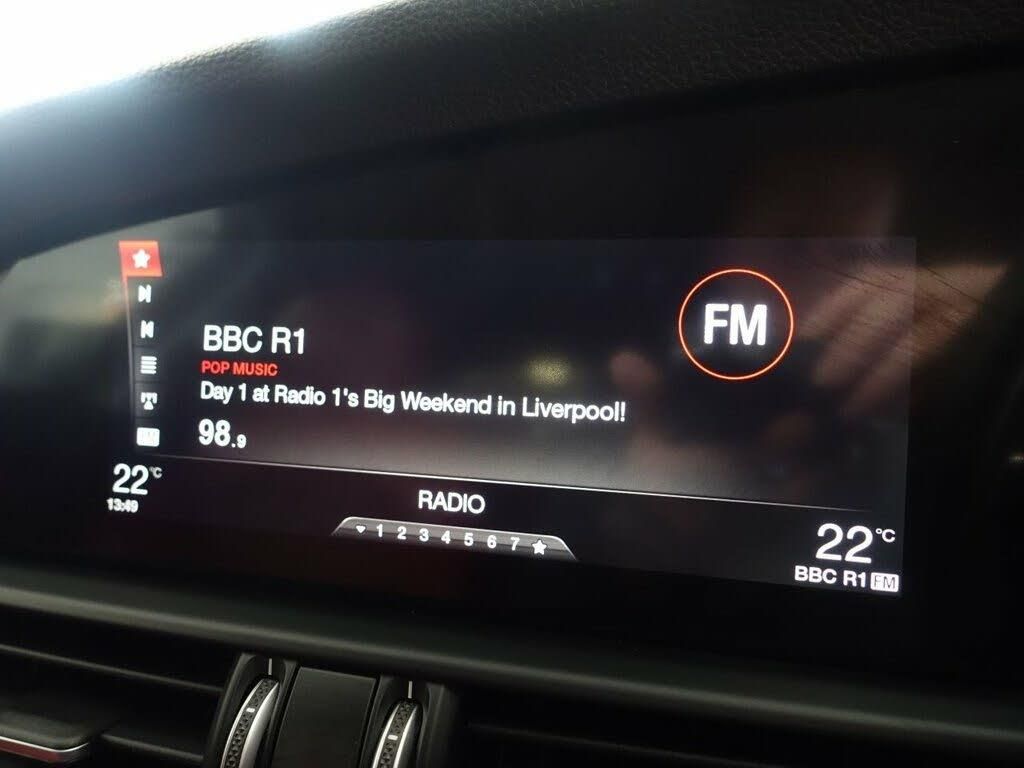 BBC R1
POP MUSIC
Day 1 at Radio 1's Big Weekend in Liverpool!
98.9
FM
22°C
13:49
RADIO
1 2 3 4 5 6 7
22°C
BBC R1 FM